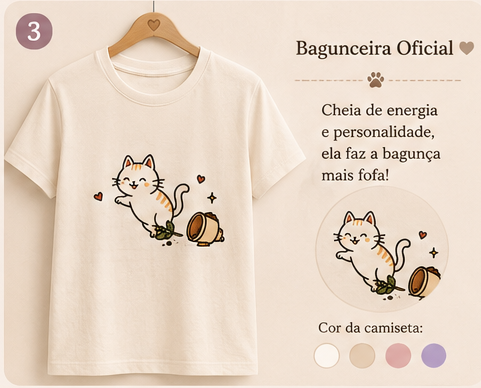 3
Bagunceira Oficial
Cheia de energia
e personalidade,
ela faz a bagunça
mais fofa!
Cor da camiseta: